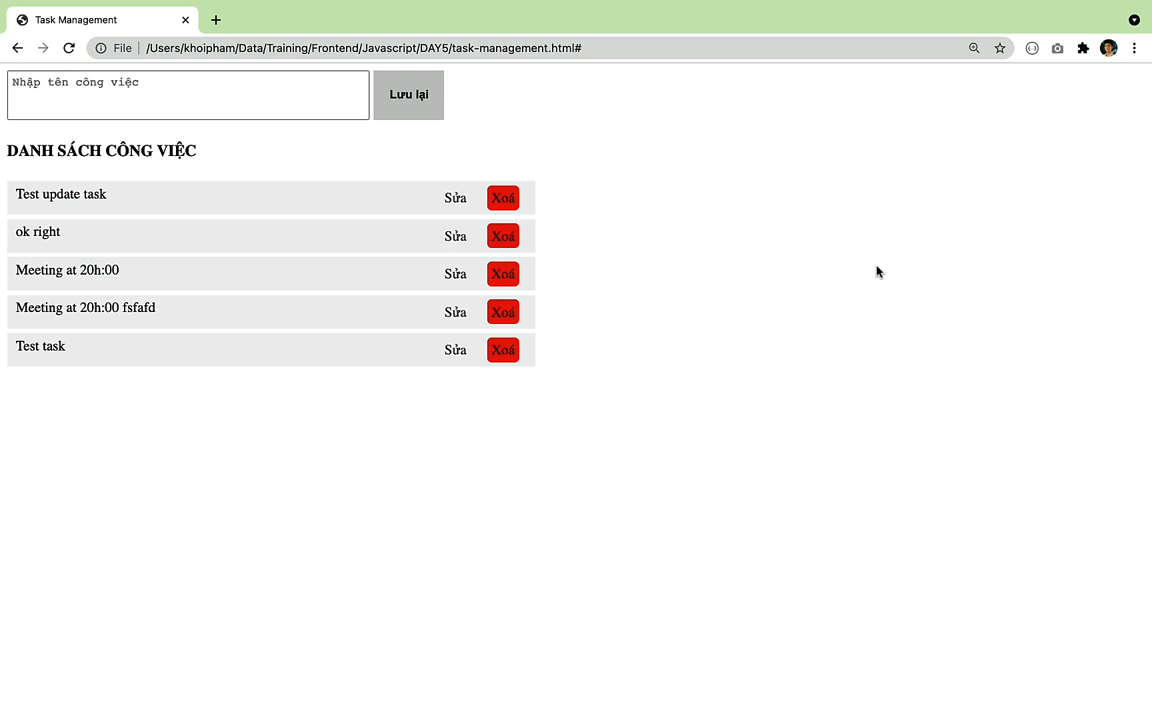 Task Management
File /Users/khoipham/Data/Training/Frontend/Javascript/DAY5/task-management.html#
Nhập tên công việc
Lưu lại
DANH SÁCH CÔNG VIỆC
Test update task Sửa Xoá
ok right Sửa Xoá
Meeting at 20h:00 Sửa Xoá
Meeting at 20h:00 fsfafd Sửa Xoá
Test task Sửa Xoá